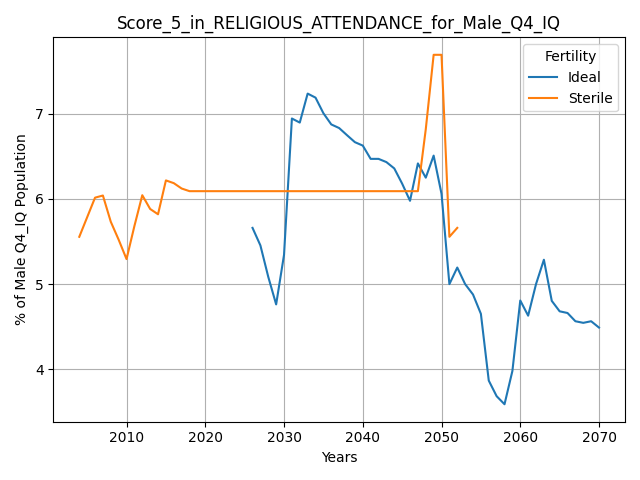 Score_5_in_RELIGIOUS_ATTENDANCE_for_Male_Q4_IQ
Fertility
Ideal
Sterile
% of Male Q4_IQ Population
7
6
5
4
2010 2020 2030 2040 2050 2060 2070
Years